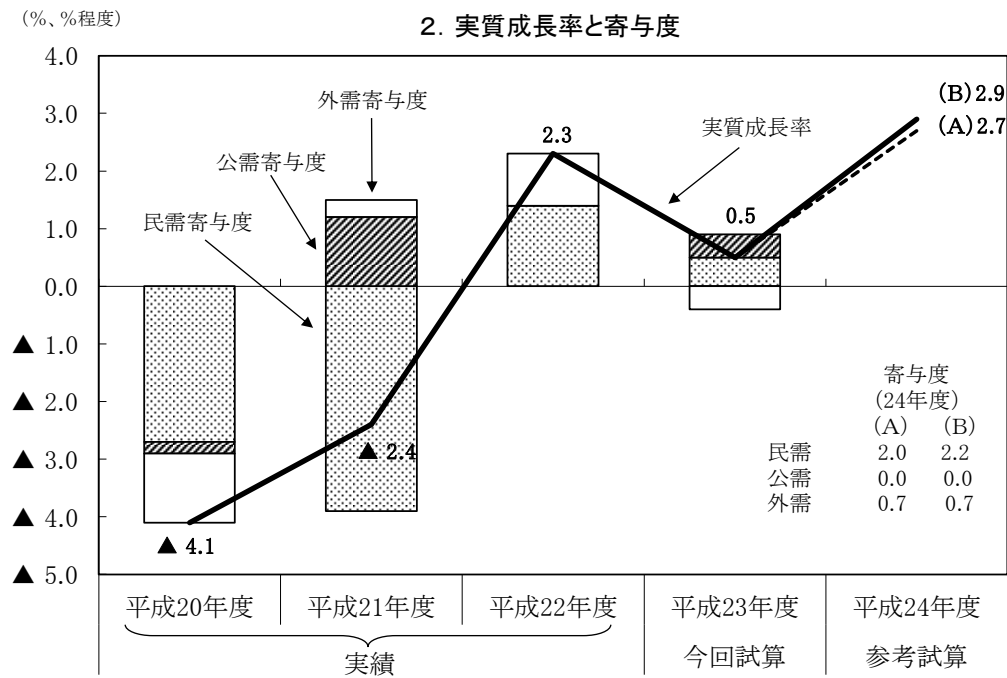 (%、%程度)
2. 実質成長率と寄与度
4.0
3.0
2.0
1.0
0.0
▲ 1.0
▲ 2.0
▲ 3.0
▲ 4.0
▲ 5.0
外需寄与度
公需寄与度
民需寄与度
実質成長率
▲ 4.1
▲ 2.4
2.3
0.5
(B) 2.9
(A) 2.7
寄与度
(24年度)
(A) (B)
民需 2.0 2.2
公需 0.0 0.0
外需 0.7 0.7
平成20年度 平成21年度 平成22年度 平成23年度 平成24年度
実績 今回試算 参考試算